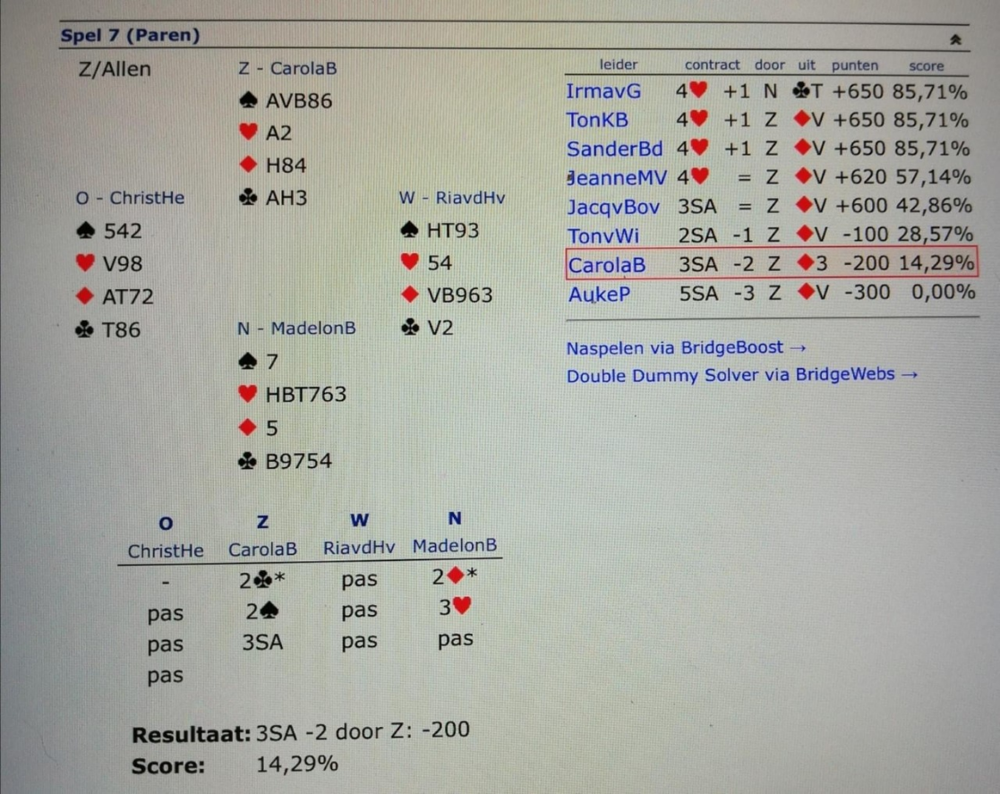 Spel 7 (Paren)
Z/Allen
Z - CarolaB
♠ AVB86
♥ A2
♦ H84
♣ AH3
O - ChristHe
♠ 542
♥ V98
♦ AT72
♣ T86
W - RiavdHv
♠ HT93
♥ 54
♦ VB963
♣ V2
N - MadelonB
♠ 7
♥ HBT763
♦ 5
♣ B9754
leider contract door uit punten score
IrmavG 4♥ +1 N ♣T +650 85,71%
TonKB 4♥ +1 Z ♦V +650 85,71%
SanderBd 4♥ +1 Z ♦V +650 85,71%
JeanneMV 4♥ = Z ♦V +620 57,14%
JacqvBov 3SA = Z ♦V +600 42,86%
TonvWi 2SA -1 Z ♦V -100 28,57%
CarolaB 3SA -2 Z ♦3 -200 14,29%
AukeP 5SA -3 Z ♦V -300 0,00%
Naspelen via BridgeBoost →
Double Dummy Solver via BridgeWebs →
O Z W N
ChristHe CarolaB RiavdHv MadelonB
- 2♣* pas 2♦*
pas 2♠ pas 3♥
pas 3SA pas pas
pas
Resultaat: 3SA -2 door Z: -200
Score: 14,29%